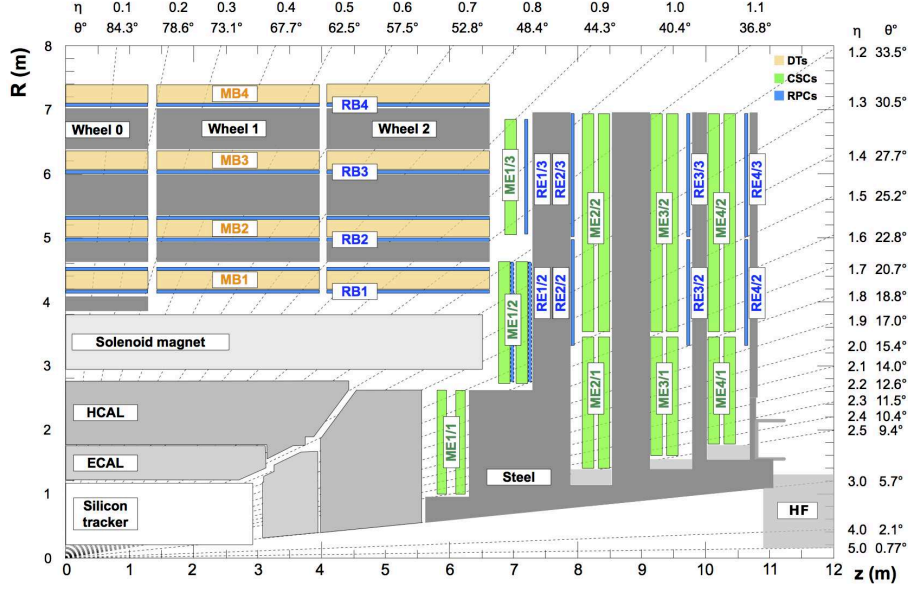 η 0.1 0.2 0.3 0.4 0.5 0.6 0.7 0.8 0.9 1.0 1.1 η θ°
θ° 84.3° 78.6° 73.1° 67.7° 62.5° 57.5° 52.8° 48.4° 44.3° 40.4° 36.8°
1.2 33.5°
1.3 30.5°
1.4 27.7°
1.5 25.2°
1.6 22.8°
1.7 20.7°
1.8 18.8°
1.9 17.0°
2.0 15.4°
2.1 14.0°
2.2 12.6°
2.3 11.5°
2.4 10.4°
2.5 9.4°
3.0 5.7°
4.0 2.1°
5.0 0.77°
R (m)
8
7
6
5
4
3
2
1
0
DTs
CSCs
RPCs
MB4
RB4
Wheel 0
Wheel 1
Wheel 2
MB3
RB3
MB2
RB2
MB1
RB1
Solenoid magnet
HCAL
ECAL
Silicon
tracker
Steel
HF
ME1/3
RE1/3
RE2/3
ME2/2
ME3/2
RE3/3
ME4/2
RE4/3
ME1/2
RE1/2
RE2/2
RE3/2
RE4/2
ME1/1
ME2/1
ME3/1
ME4/1
0 1 2 3 4 5 6 7 8 9 10 11 12
z (m)